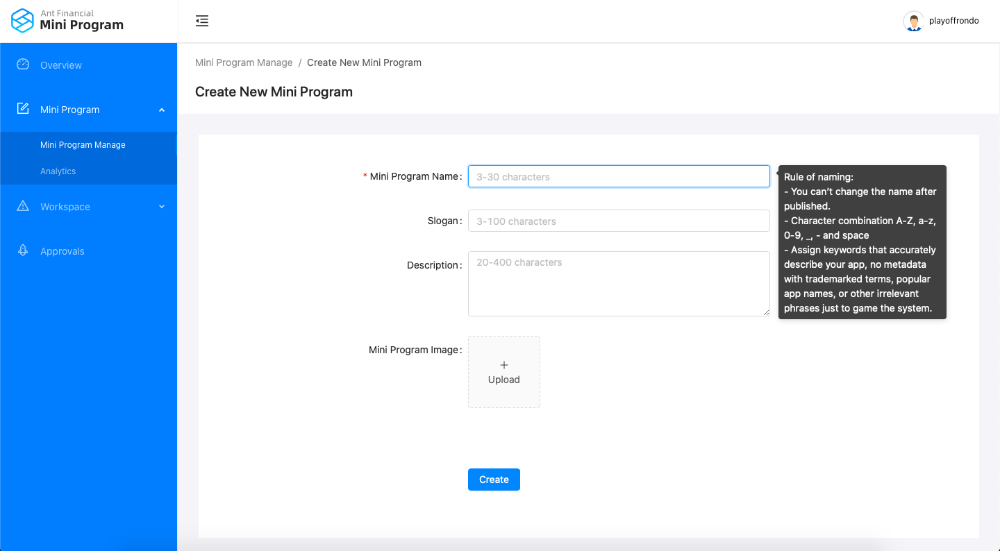 Ant Financial
Mini Program
playoffrondo
Overview
Mini Program
Mini Program Manage
Analytics
Workspace
Approvals
Mini Program Manage / Create New Mini Program
Create New Mini Program
* Mini Program Name:
3-30 characters
Rule of naming:
- You can’t change the name after
published.
- Character combination A-Z, a-z,
0-9, _, - and space
- Assign keywords that accurately
describe your app, no metadata
with trademarked terms, popular
app names, or other irrelevant
phrases just to game the system.
Slogan:
3-100 characters
Description:
20-400 characters
Mini Program Image:
+
Upload
Create